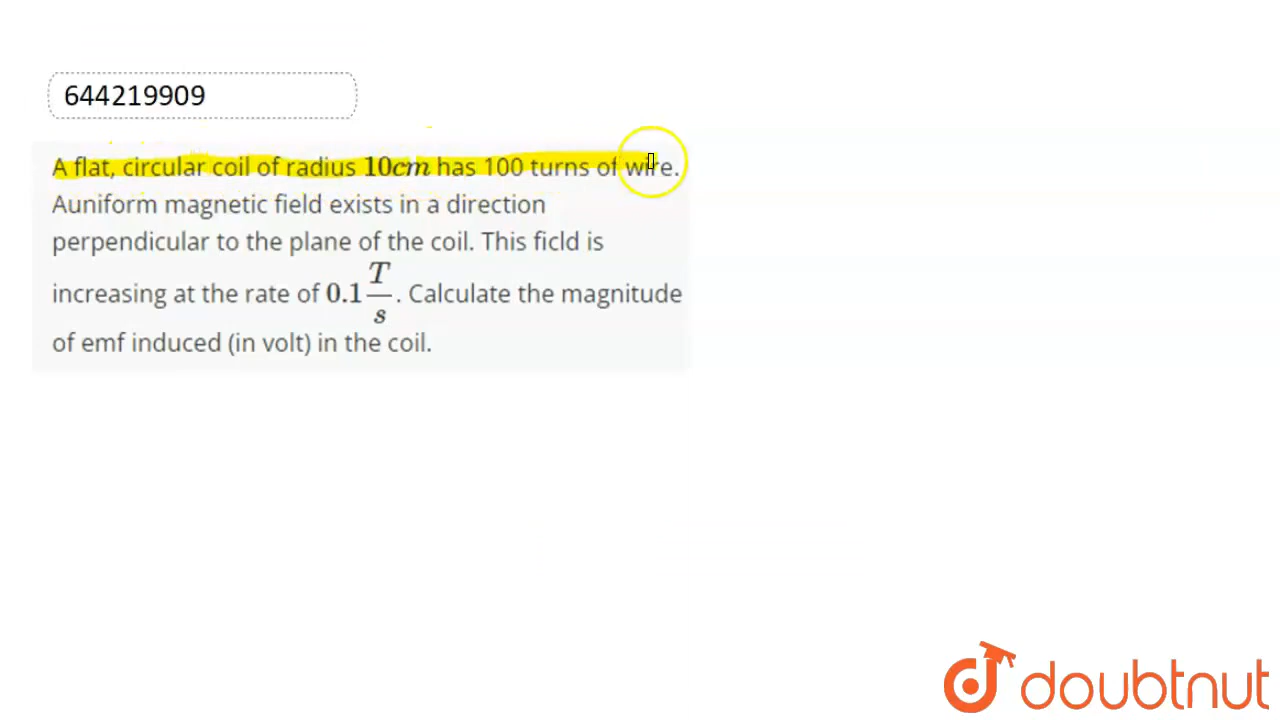 644219909
A flat, circular coil of radius 10cm has 100 turns of wire.
Auniform magnetic field exists in a direction
perpendicular to the plane of the coil. This ficld is
increasing at the rate of 0.1 T/s. Calculate the magnitude
of emf induced (in volt) in the coil.
doubtnut